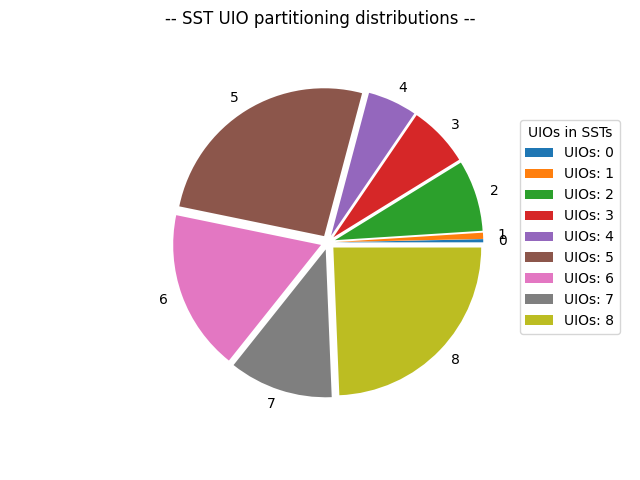 -- SST UIO partitioning distributions --
5
4
3
2
1
0
6
7
8
UIOs in SSTs
UIOs: 0
UIOs: 1
UIOs: 2
UIOs: 3
UIOs: 4
UIOs: 5
UIOs: 6
UIOs: 7
UIOs: 8